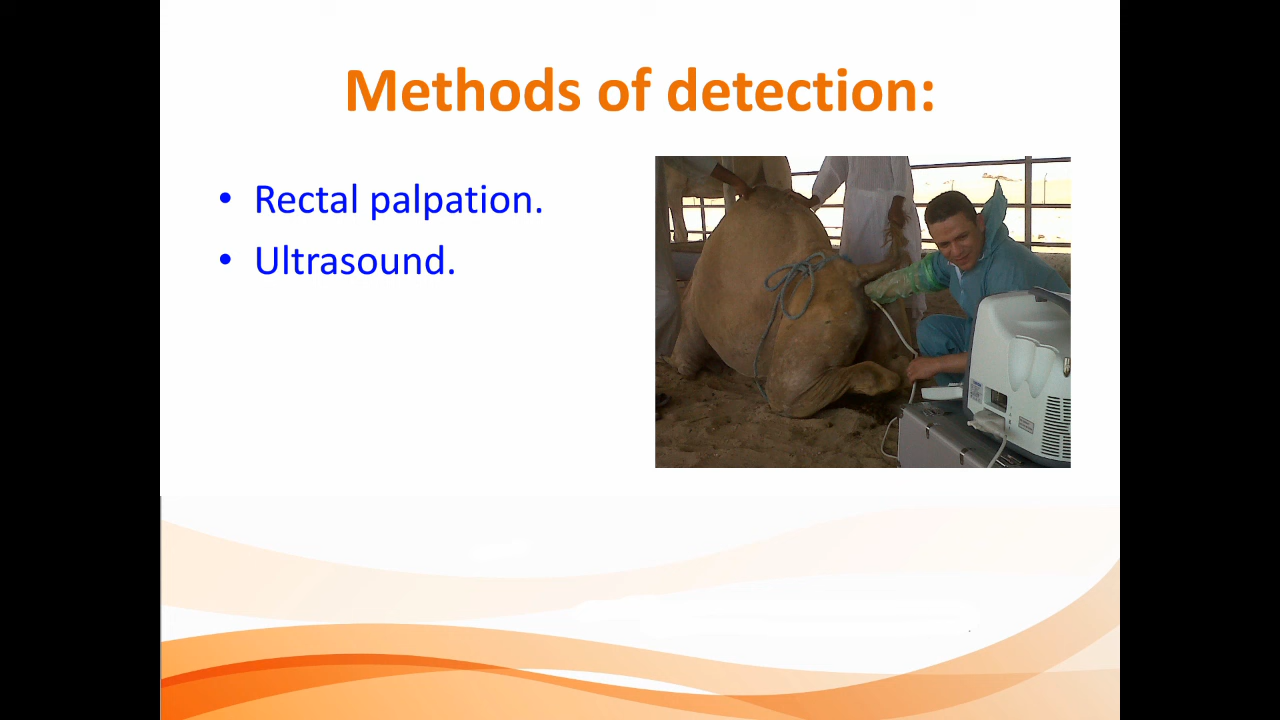 Methods of detection:
• Rectal palpation.
• Ultrasound.